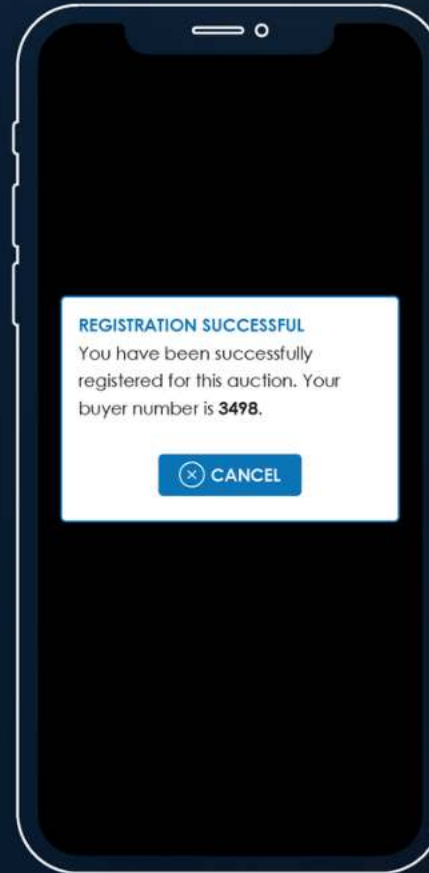 REGISTRATION SUCCESSFUL
You have been successfully
registered for this auction. Your
buyer number is 3498.
CANCEL